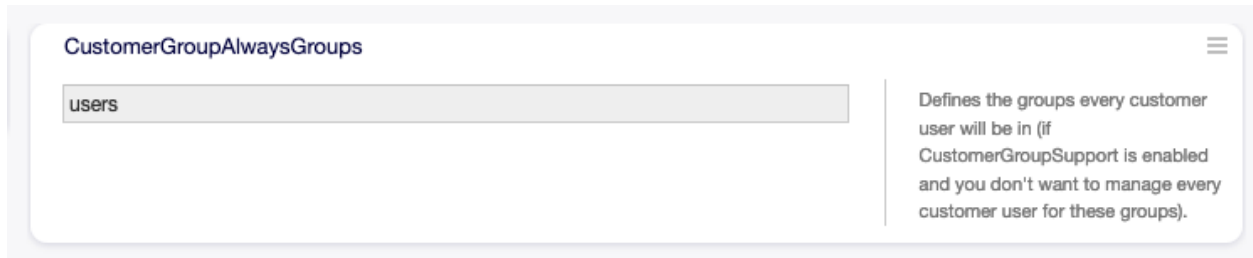 CustomerGroupAlwaysGroups
users
Defines the groups every customer
user will be in (if
CustomerGroupSupport is enabled
and you don't want to manage every
customer user for these groups).